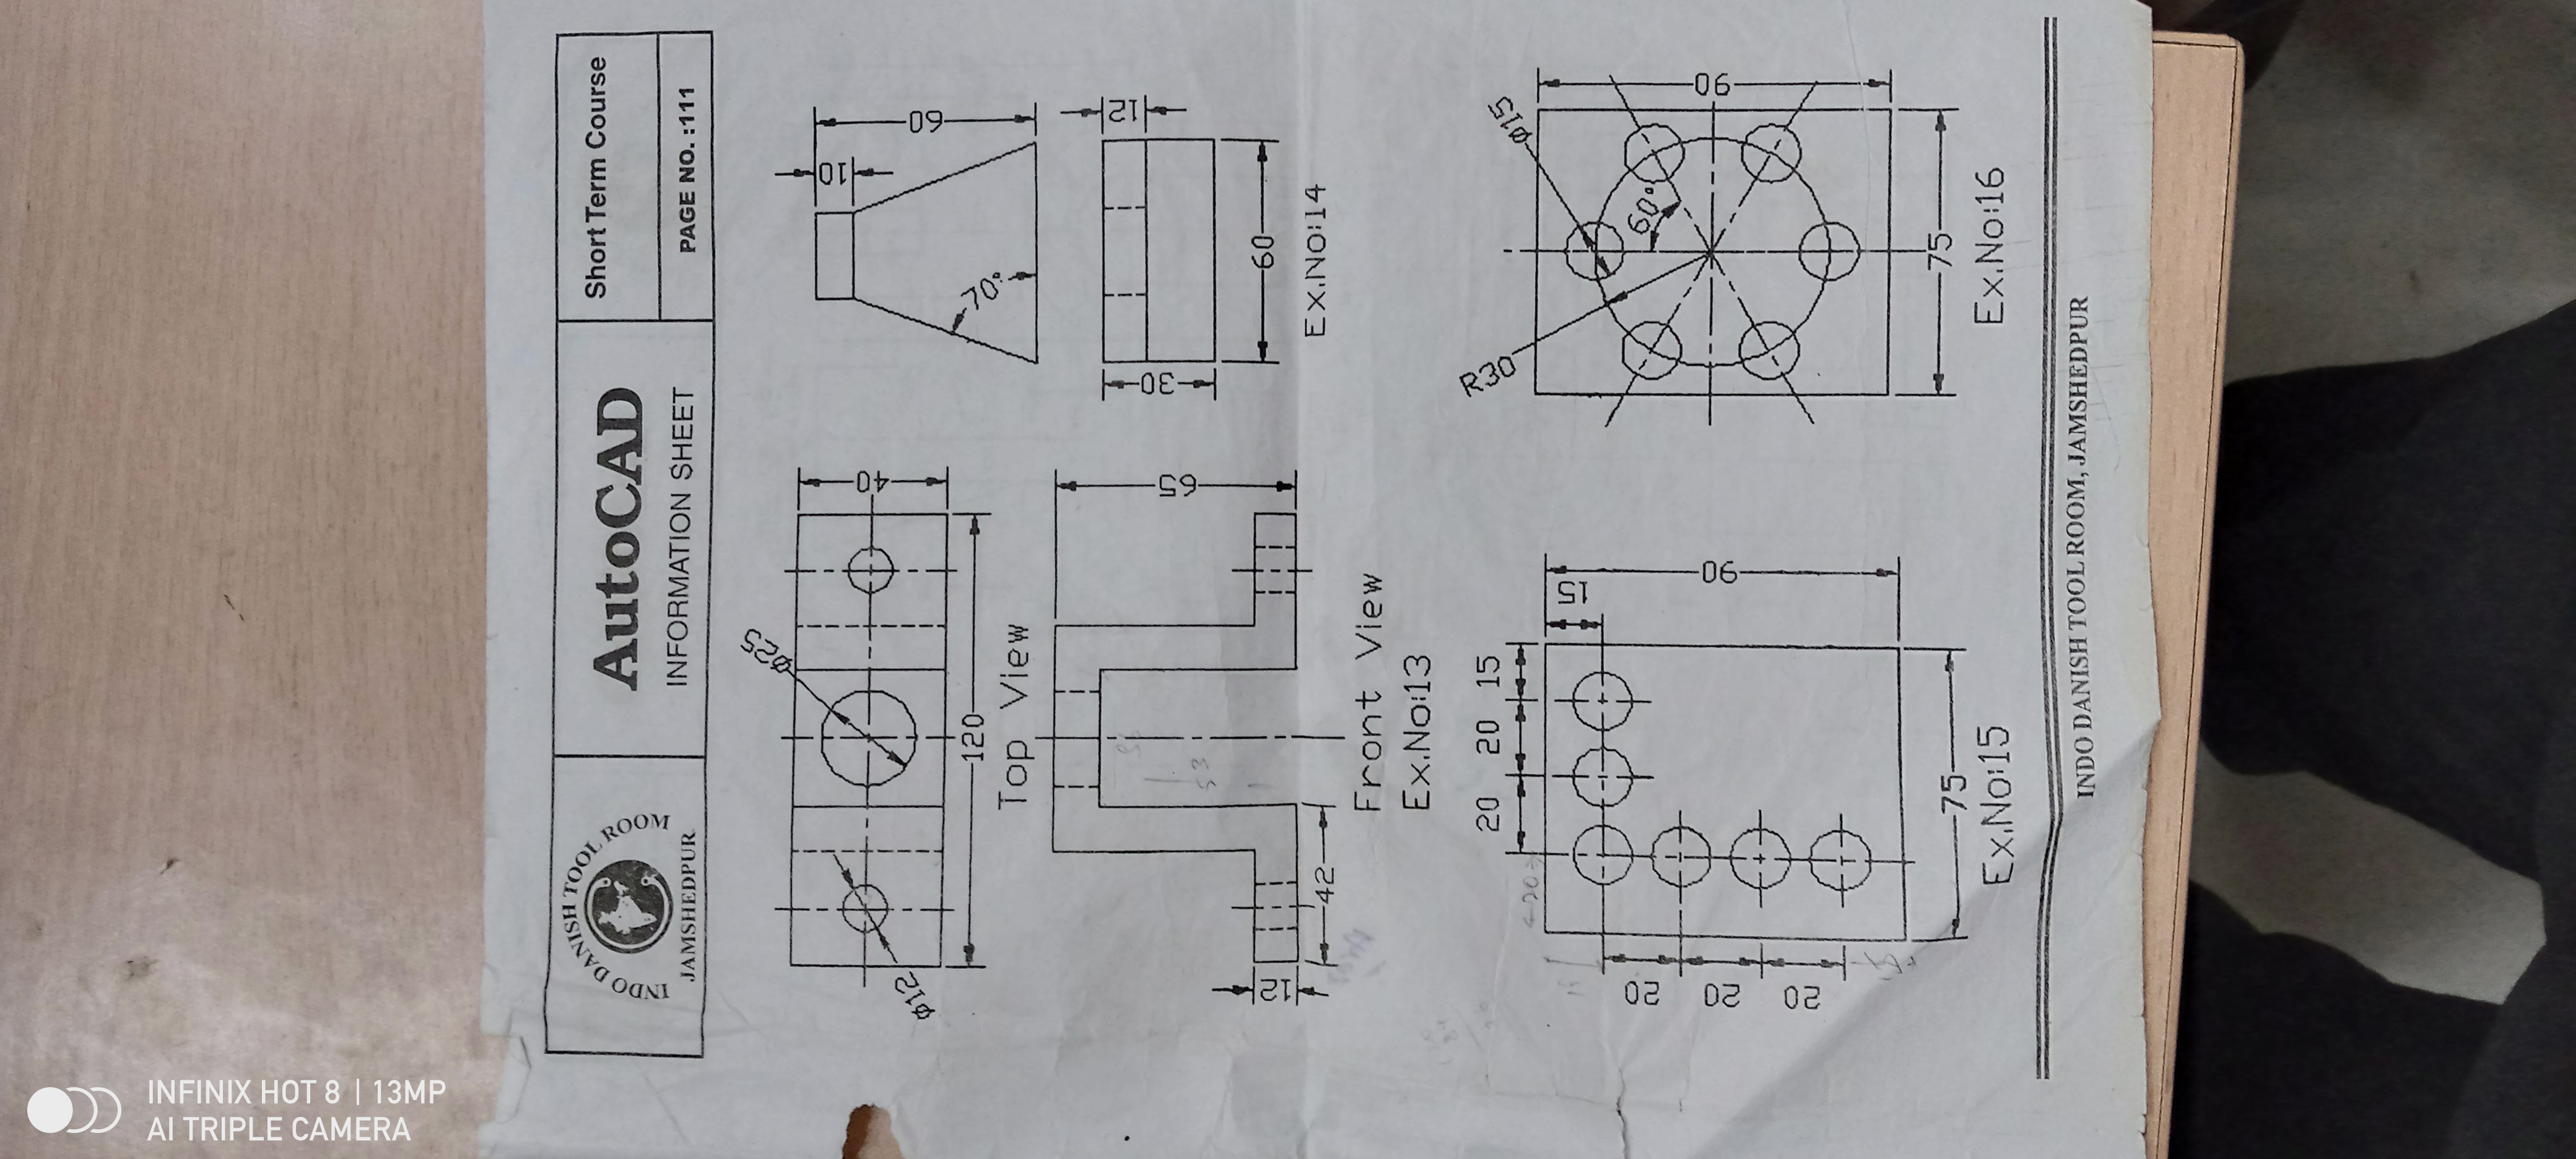 INDO DANISH TOOL ROOM
JAMSHEDPUR
AutoCAD
INFORMATION SHEET
Short Term Course
PAGE NO. :111
Ø25
40
Ø12
120
Top View
65
12
42
Front View
Ex.No:13
60
10
70°
12
30
60
Ex.No:14
20
20
15
15
90
20
20
20
75
Ex.No:15
Ø15
90
60°
R30
75
Ex.No:16
INDO DANISH TOOL ROOM, JAMSHEDPUR
53
INFINIX HOT 8 | 13MP
AI TRIPLE CAMERA